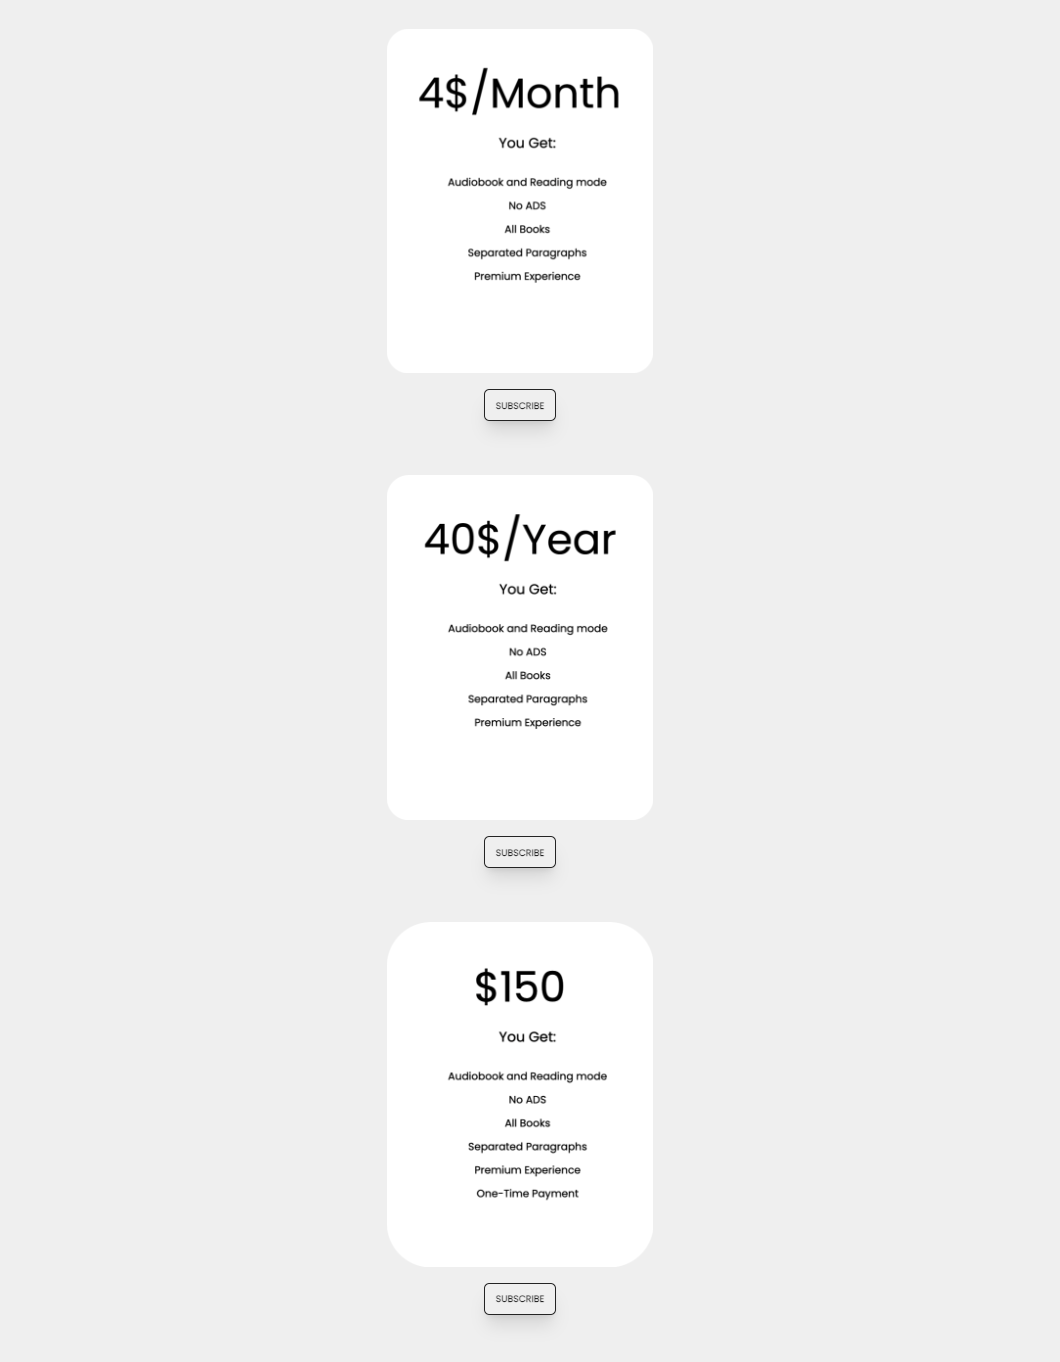 4$/Month
You Get:
Audiobook and Reading mode
No ADS
All Books
Separated Paragraphs
Premium Experience
SUBSCRIBE
40$/Year
You Get:
Audiobook and Reading mode
No ADS
All Books
Separated Paragraphs
Premium Experience
SUBSCRIBE
$150
You Get:
Audiobook and Reading mode
No ADS
All Books
Separated Paragraphs
Premium Experience
One-Time Payment
SUBSCRIBE